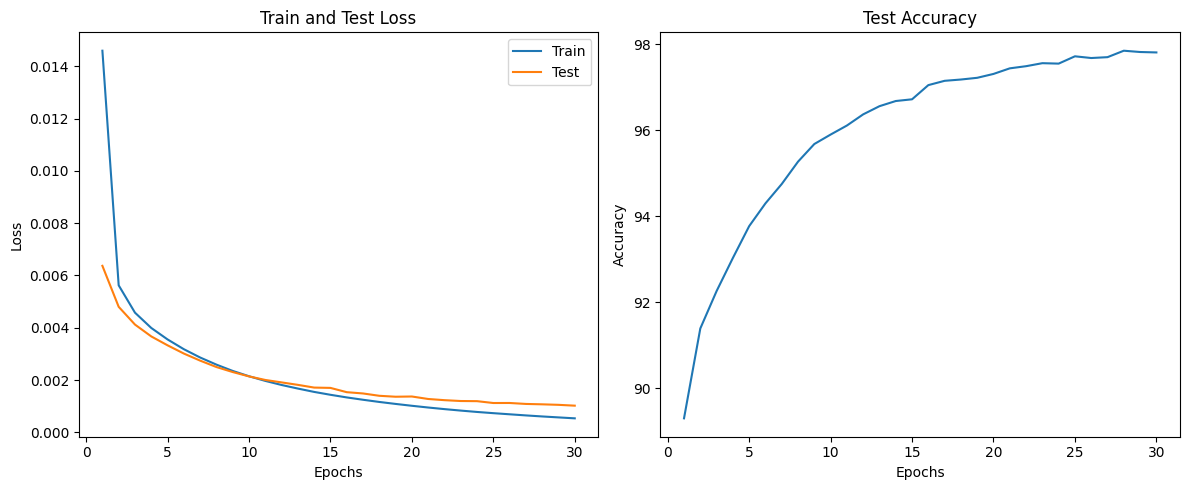 Train and Test Loss
Train
Test
0.014
0.012
0.010
0.008
0.006
0.004
0.002
0.000
Loss
0 5 10 15 20 25 30
Epochs
Test Accuracy
98
96
94
92
90
Accuracy
0 5 10 15 20 25 30
Epochs